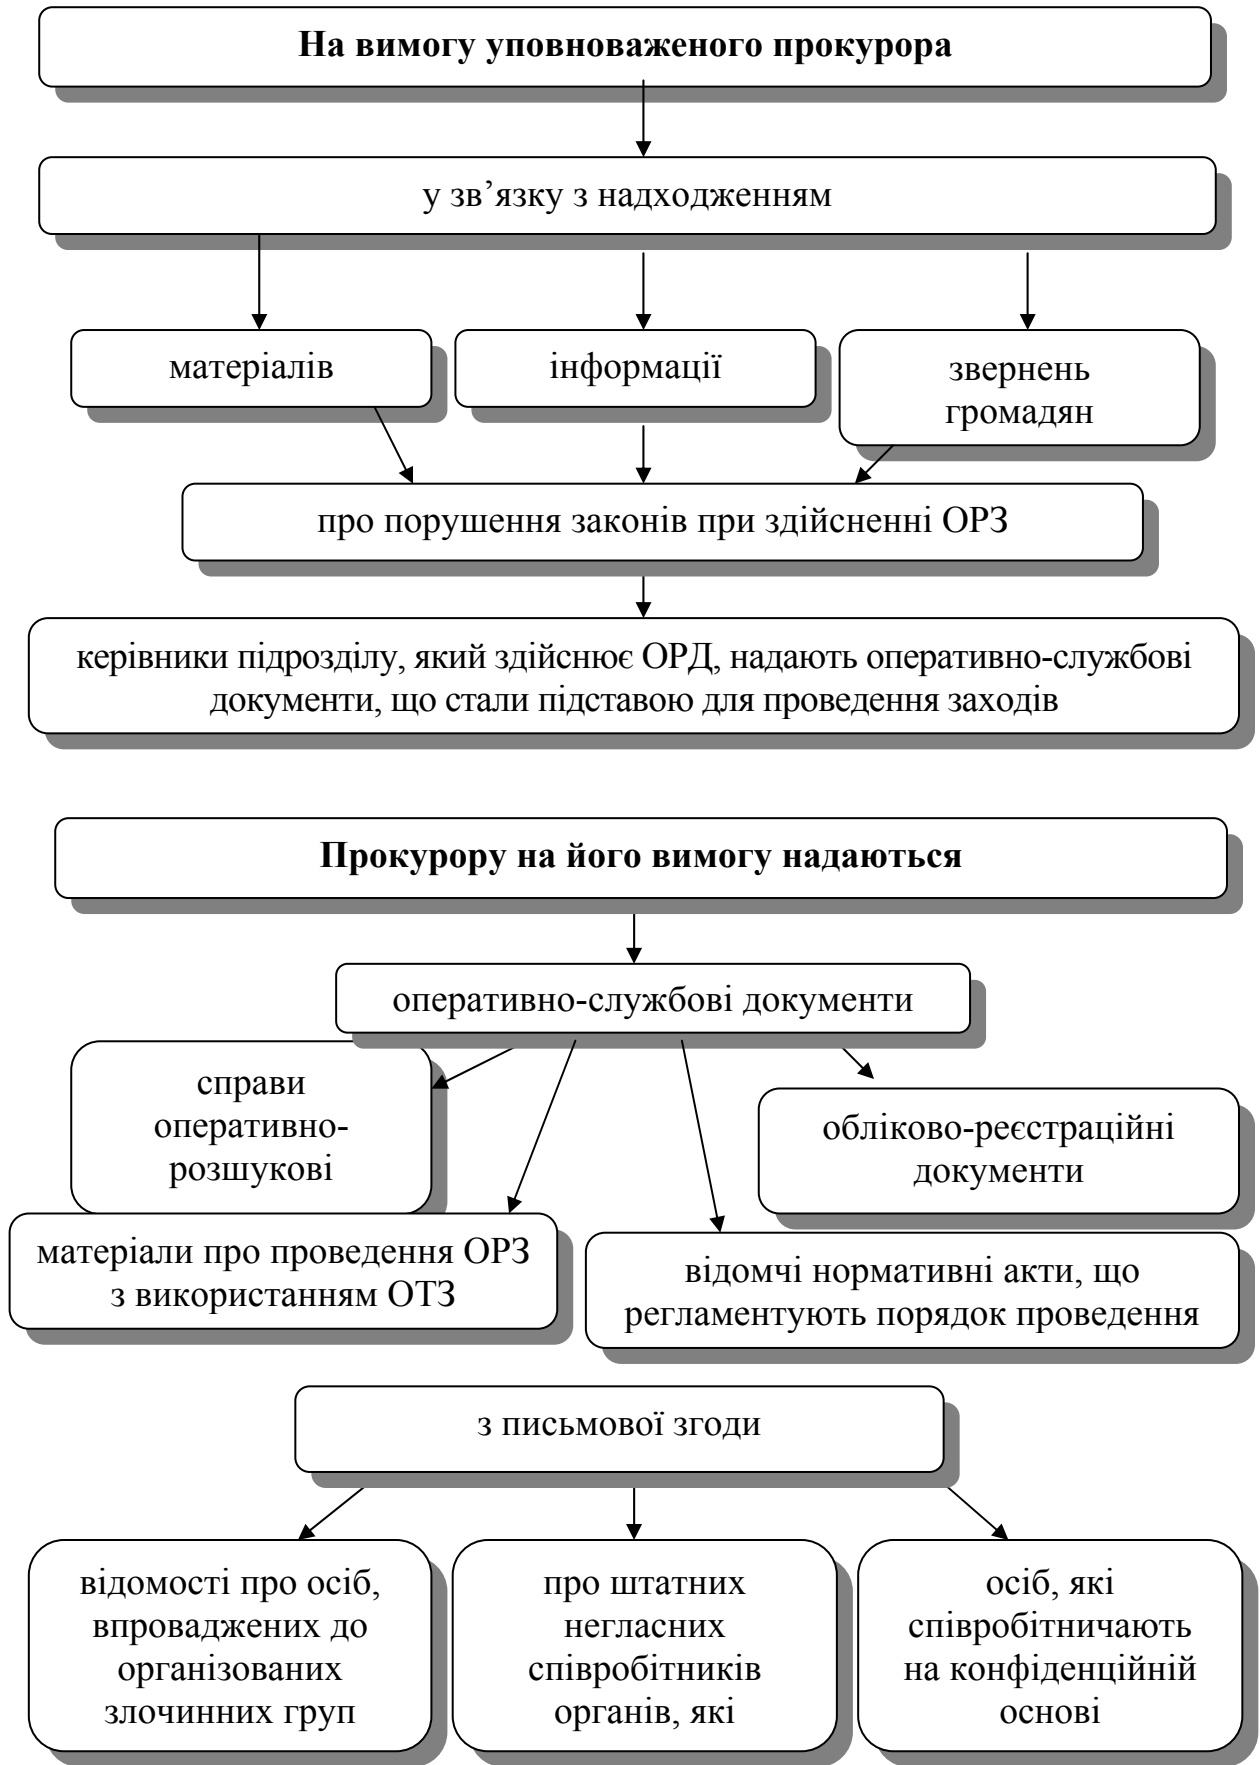 На вимогу уповноваженого прокурора
у зв’язку з надходженням
матеріалів
інформації
звернень
громадян
про порушення законів при здійсненні ОРЗ
керівники підрозділу, який здійснює ОРД, надають оперативно-службові
документи, що стали підставою для проведення заходів
Прокурору на його вимогу надаються
оперативно-службові документи
справи
оперативно-
розшукові
обліково-реєстраційні
документи
матеріали про проведення ОРЗ
з використанням ОТЗ
відомчі нормативні акти, що
регламентують порядок проведення
з письмової згоди
відомості про осіб,
впроваджених до
організованих
злочинних груп
про штатних
негласних
співробітників
органів, які
осіб, які
співробітничають
на конфіденційній
основі